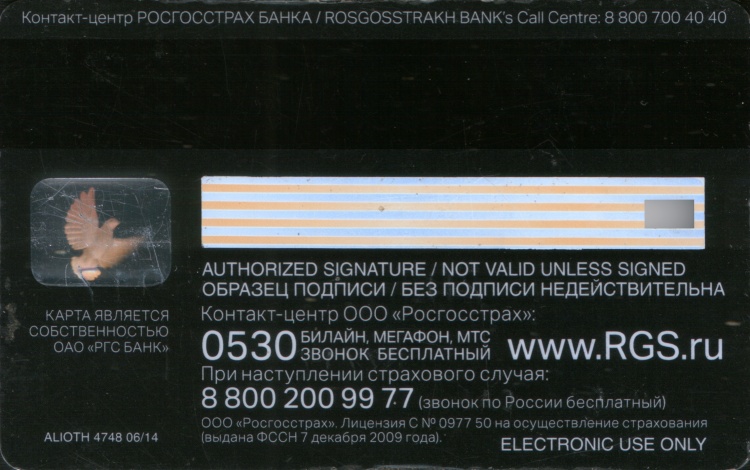 Контакт-центр РОСГОССТРАХ БАНКА / ROSGOSSTRAKH BANK's Call Centre: 8 800 700 40 40
AUTHORIZED SIGNATURE / NOT VALID UNLESS SIGNED
ОБРАЗЕЦ ПОДПИСИ / БЕЗ ПОДПИСИ НЕДЕЙСТВИТЕЛЬНА
КАРТА ЯВЛЯЕТСЯ
СОБСТВЕННОСТЬЮ
ОАО «РГС БАНК»
Контакт-центр ООО «Росгосстрах»:
0530 БИЛАЙН, МЕГАФОН, МТС
ЗВОНОК БЕСПЛАТНЫЙ
www.RGS.ru
При наступлении страхового случая:
8 800 200 99 77 (звонок по России бесплатный)
ООО «Росгосстрах». Лицензия С № 0977 50 на осуществление страхования
(выдана ФССН 7 декабря 2009 года).
ALIOTH 4748 06/14
ELECTRONIC USE ONLY